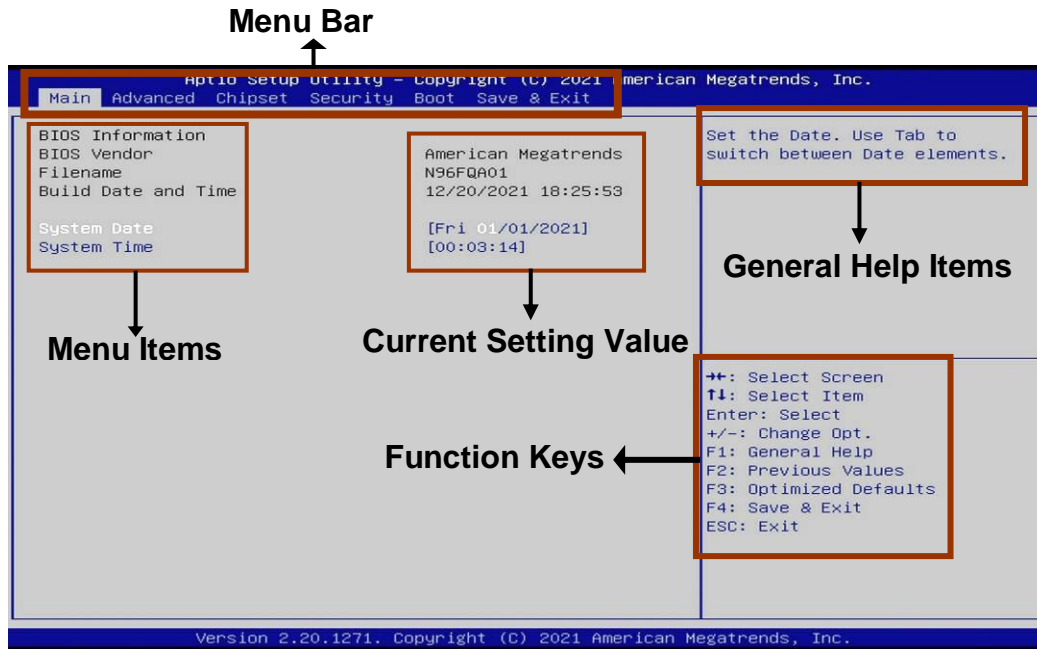 Menu Bar
Aptio Setup Utility – Copyright (C) 2021 American Megatrends, Inc.
Main Advanced Chipset Security Boot Save & Exit
BIOS Information
BIOS Vendor American Megatrends
Filename N96FQA01
Build Date and Time 12/20/2021 18:25:53
System Date [Fri 01/01/2021]
System Time [00:03:14]
Set the Date. Use Tab to
switch between Date elements.
General Help Items
Menu Items
Current Setting Value
→←: Select Screen
↑↓: Select Item
Enter: Select
+/-: Change Opt.
F1: General Help
F2: Previous Values
F3: Optimized Defaults
F4: Save & Exit
ESC: Exit
Function Keys
Version 2.20.1271. Copyright (C) 2021 American Megatrends, Inc.